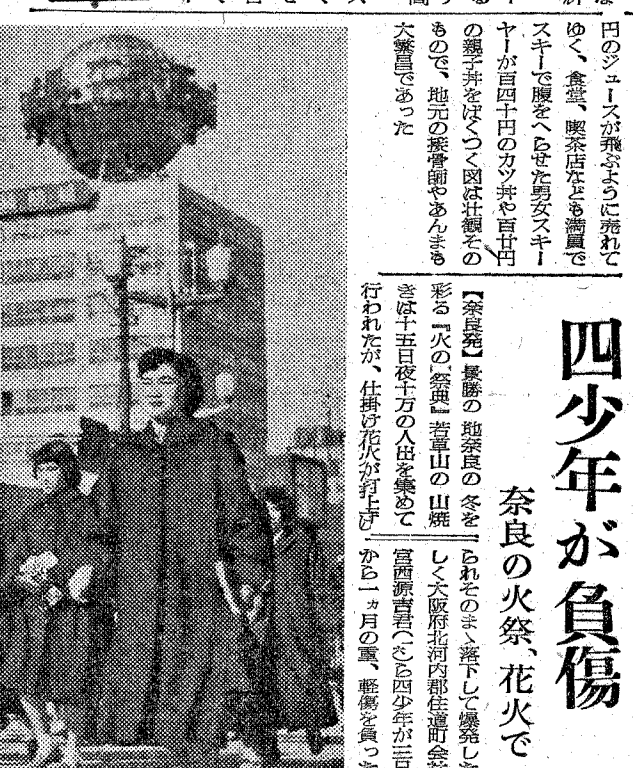 円のジュースが飛ぶように売れて
ゆく、食堂、喫茶店なども満員で
スキーで腹をへらせた男女スキー
ヤーが百四十円のカツ丼や百廿円
の親子丼をぱくつく図は壮観その
もので、地元の接骨師やあんまも
大繁昌であった
四少年が負傷
奈良の火祭、花火で
【奈良発】景勝の地奈良の冬を
彩る『火の祭典』若草山の山焼
きは十五日夜十万の人出を集めて
行われたが、仕掛け花火が打上げ
られそのまゝ落下して爆発した
しく大阪府北河内郡住道町会
宮西源吉君 ら四少年が三日
から一ヵ月の重、軽傷を負った